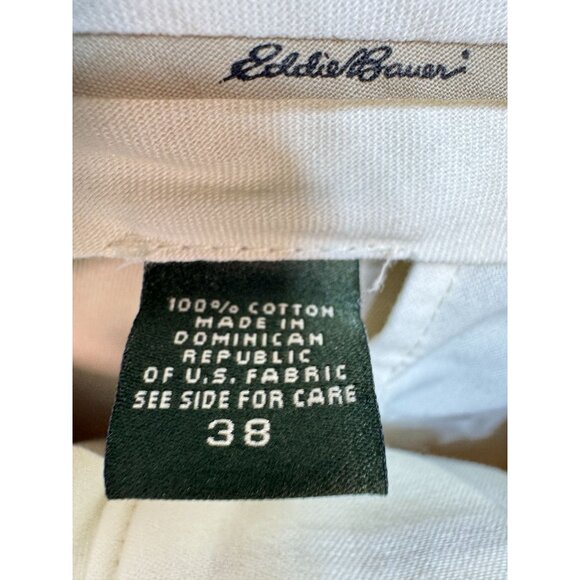 Eddie Bauer
100% COTTON
MADE IN
DOMINICAN
REPUBLIC
OF U.S. FABRIC
SEE SIDE FOR CARE
38